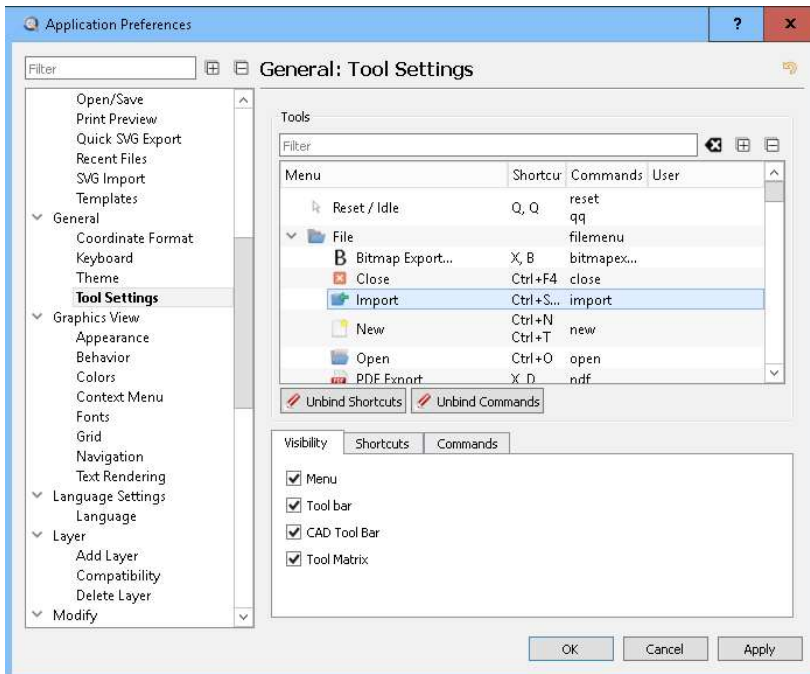 Application Preferences
?
x
Filter
General: Tool Settings
Open/Save
Print Preview
Quick SVG Export
Recent Files
SVG Import
Templates
General
Coordinate Format
Keyboard
Theme
Tool Settings
Graphics View
Appearance
Behavior
Colors
Context Menu
Fonts
Grid
Navigation
Text Rendering
Language Settings
Language
Layer
Add Layer
Compatibility
Delete Layer
Modify
Tools
Filter
Menu Shortcur Commands User
Reset / Idle Q, Q reset
qq
File filemenu
B Bitmap Export... X, B bitmapex...
Close Ctrl+F4 close
Import Ctrl+S... import
New Ctrl+N new
Ctrl+T
Open Ctrl+O open
PDF Export X, D pdf
Unbind Shortcuts Unbind Commands
Visibility Shortcuts Commands
Menu
Tool bar
CAD Tool Bar
Tool Matrix
OK Cancel Apply